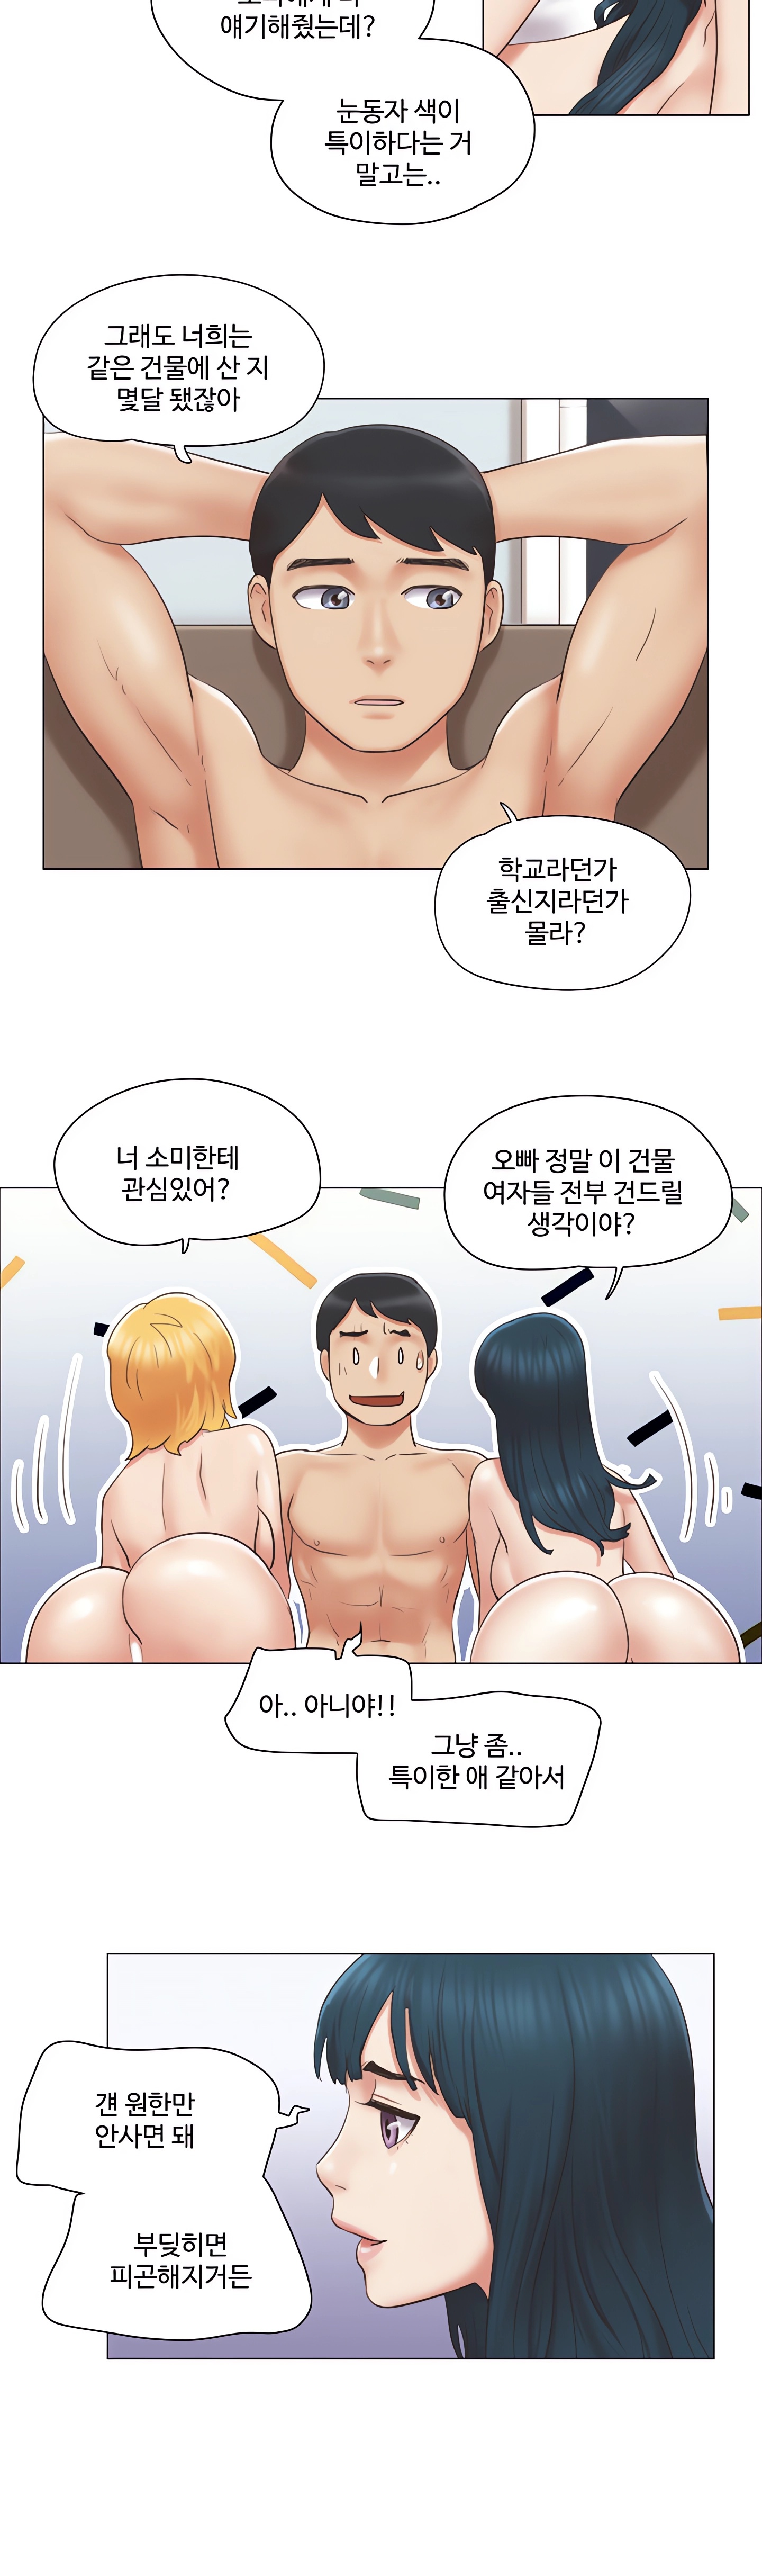 얘기해줬는데?
눈동자 색이
특이하다는 거
말고는..
그래도 너희는
같은 건물에 산 지
몇달 됐잖아
학교라던가
출신지라던가
몰라?
너 소미한테
관심있어?
오빠 정말 이 건물
여자들 전부 건드릴
생각이야?
아.. 아니야!!
그냥 좀..
특이한 애 같아서
걘 원한만
안사면 돼
부딪히면
피곤해지거든